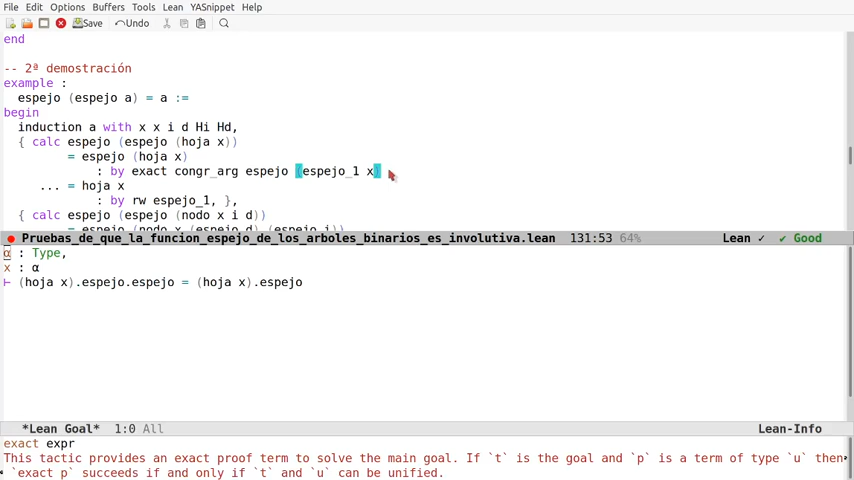 File Edit Options Buffers Tools Lean YASnippet Help
Save Undo
end
-- 2ª demostración
example :
espejo (espejo a) = a :=
begin
induction a with x x i d Hi Hd,
{ calc espejo (espejo (hoja x))
= espejo (hoja x)
: by exact congr_arg espejo (espejo_1 x)
... = hoja x
: by rw espejo_1, },
{ calc espejo (espejo (nodo x i d))
= espejo (nodo x (espejo d) (espejo i))
Pruebas_de_que_la_funcion_espejo_de_los_arboles_binarios_es_involutiva.lean 131:53 64% Lean ✓ ✔ Good
α : Type,
x : α
⊢ (hoja x).espejo.espejo = (hoja x).espejo
*Lean Goal* 1:0 All Lean-Info
exact expr
This tactic provides an exact proof term to solve the main goal. If `t` is the goal and `p` is a term of type `u` then
`exact p` succeeds if and only if `t` and `u` can be unified.